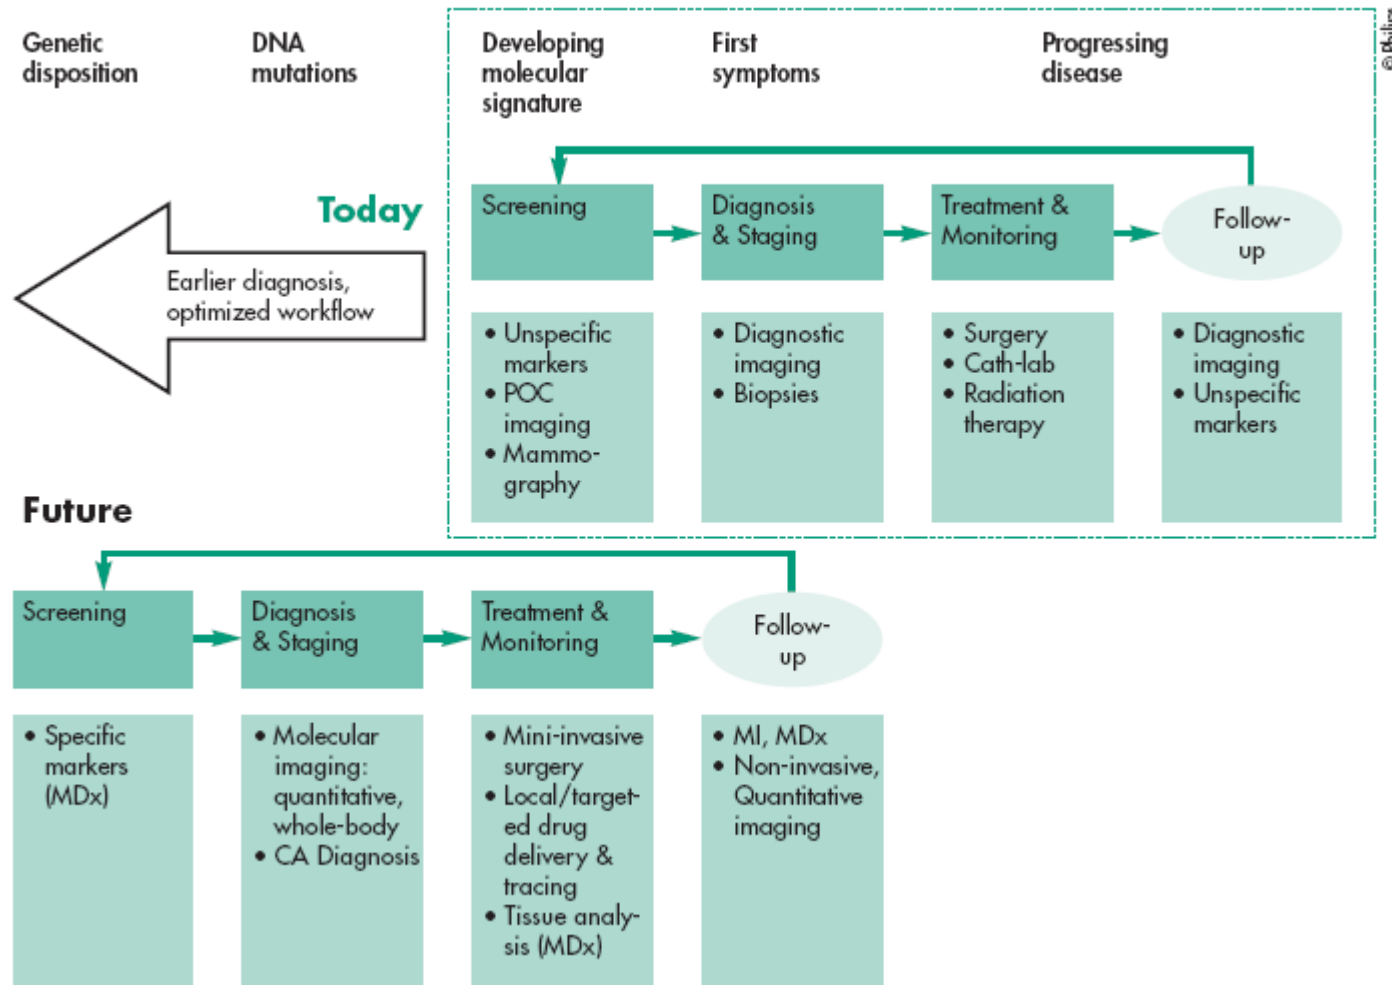 © Philips
Genetic
disposition
DNA
mutations
Developing
molecular
signature
First
symptoms
Progressing
disease
Today
Earlier diagnosis,
optimized workflow
Screening
Diagnosis
& Staging
Treatment &
Monitoring
Follow-
up
• Unspecific
markers
• POC
imaging
• Mammo-
graphy
• Diagnostic
imaging
• Biopsies
• Surgery
• Cath-lab
• Radiation
therapy
• Diagnostic
imaging
• Unspecific
markers
Future
Screening
Diagnosis
& Staging
Treatment &
Monitoring
Follow-
up
• Specific
markers
(MDx)
• Molecular
imaging:
quantitative,
whole-body
• CA Diagnosis
• Mini-invasive
surgery
• Local/target-
ed drug
delivery &
tracing
• Tissue analy-
sis (MDx)
• MI, MDx
• Non-invasive,
Quantitative
imaging